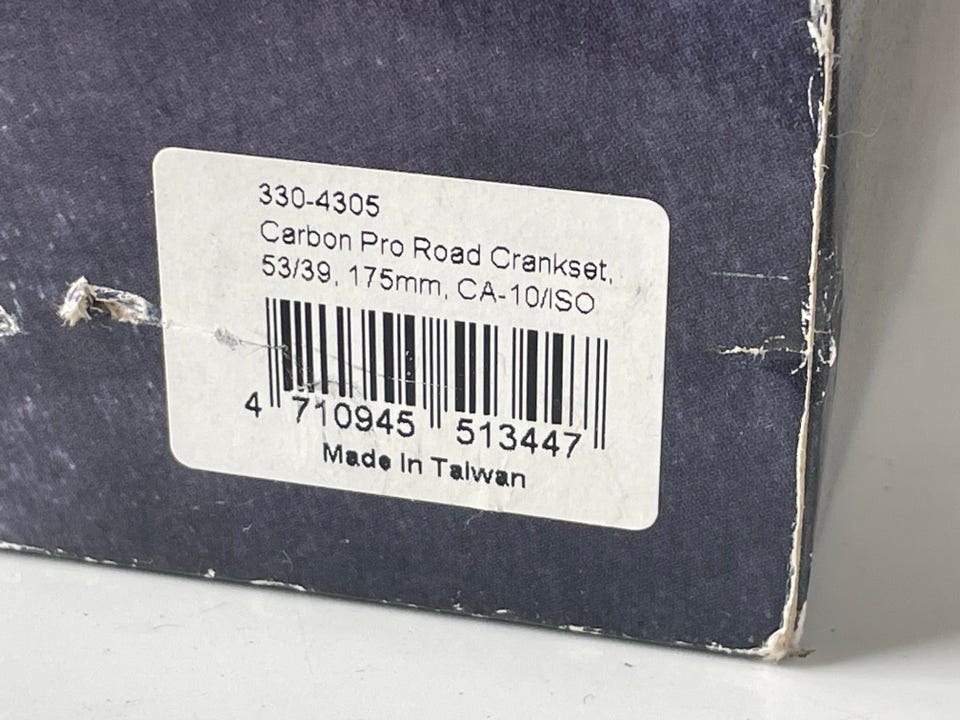 330-4305
Carbon Pro Road Crankset,
53/39, 175mm, CA-10/ISO
4 710945 513447
Made In Taiwan